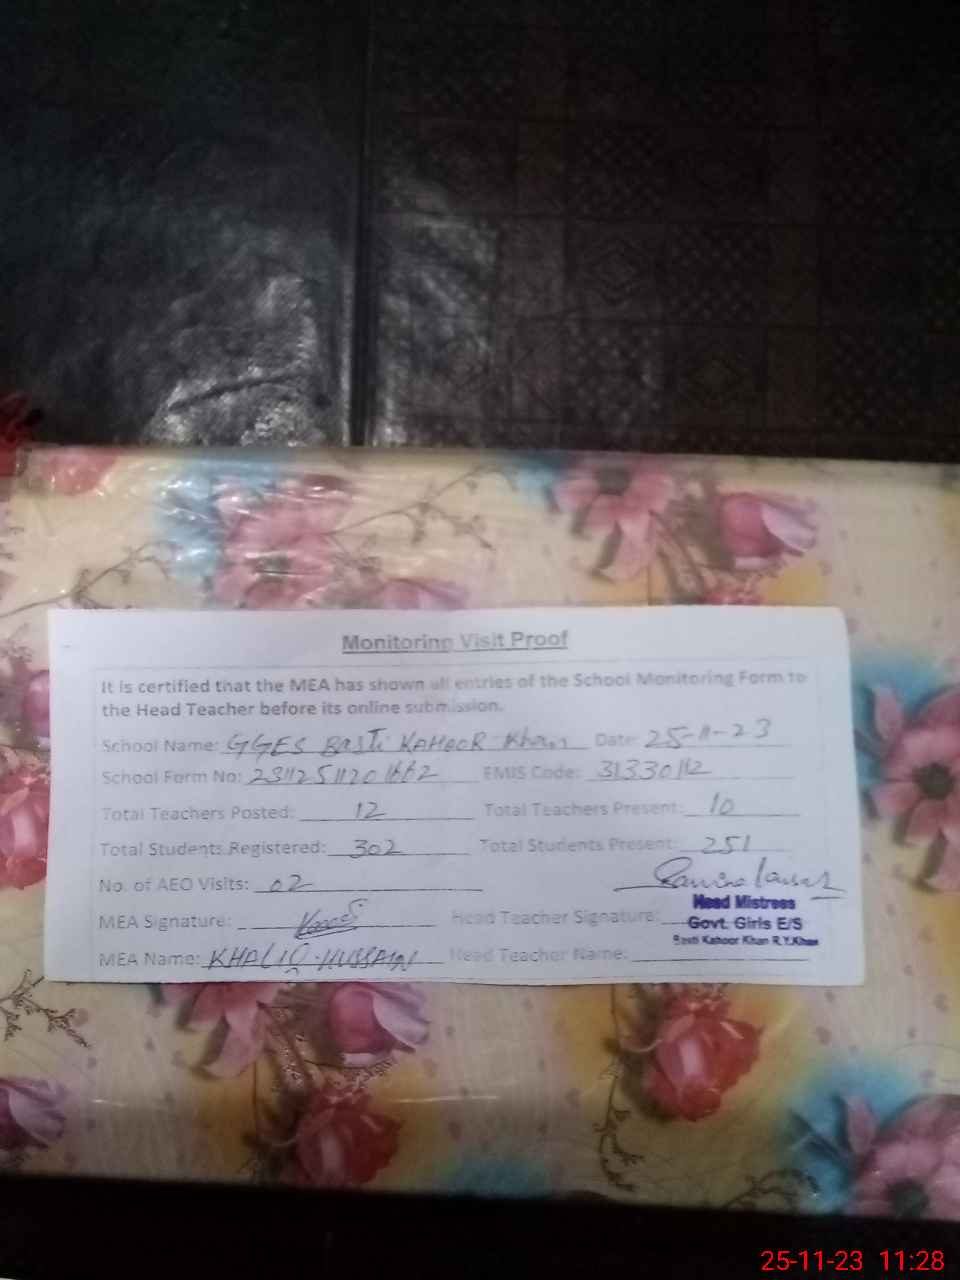 Monitoring Visit Proof
It is certified that the MEA has shown all entries of the School Monitoring Form to
the Head Teacher before its online submission.
School Name: GGES Basti KAHOOR Khan Date: 25-11-23
School Form No: EMIS Code: 31330112
Total Teachers Posted: 12 Total Teachers Present: 10
Total Students Registered: 302 Total Students Present: 251
No. of AEO Visits: 02
MEA Signature: Head Teacher Signature:
Head Mistress
Govt. Girls E/S
Basti Kahoor Khan R.Y.Khan
MEA Name: KHALIQ HUSSAIN Head Teacher Name:
25-11-23 11:28